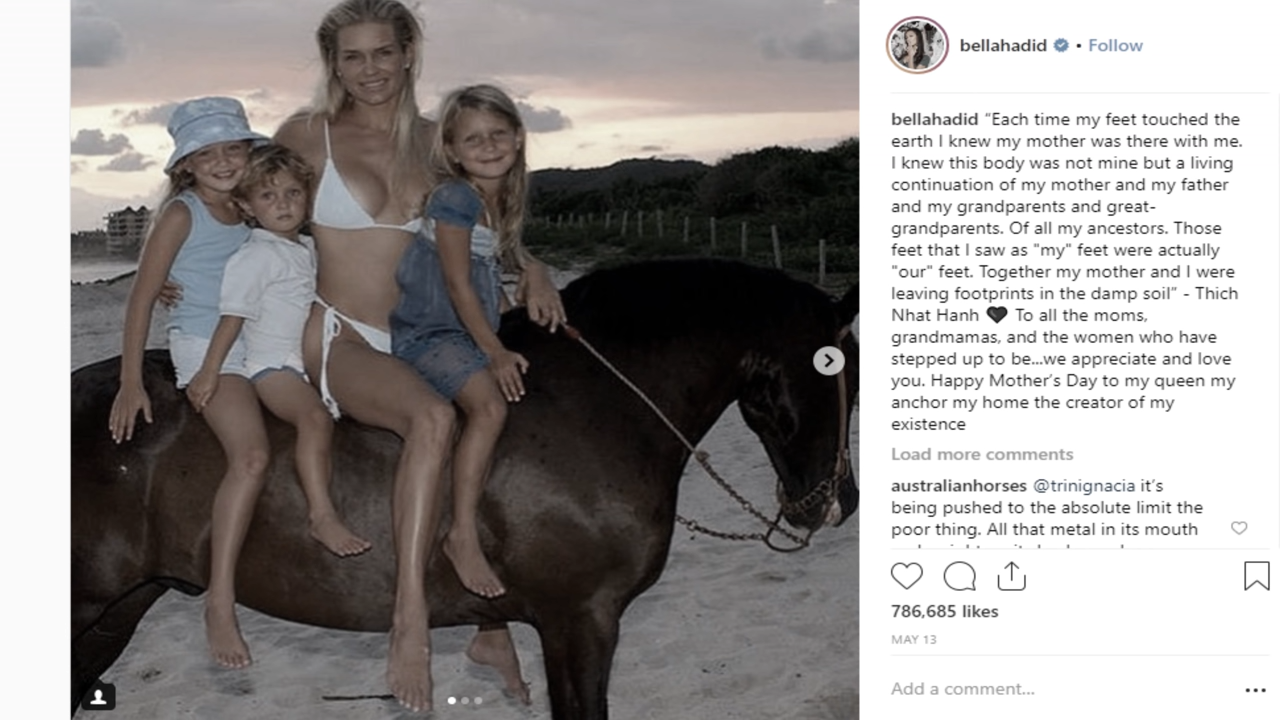 bellahadid • Follow
bellahadid "Each time my feet touched the
earth I knew my mother was there with me.
I knew this body was not mine but a living
continuation of my mother and my father
and my grandparents and great-
grandparents. Of all my ancestors. Those
feet that I saw as "my" feet were actually
"our" feet. Together my mother and I were
leaving footprints in the damp soil" - Thich
Nhat Hanh 🖤 To all the moms,
grandmamas, and the women who have
stepped up to be...we appreciate and love
you. Happy Mother's Day to my queen my
anchor my home the creator of my
existence
Load more comments
australianhorses @trinignacia it's
being pushed to the absolute limit the
poor thing. All that metal in its mouth
786,685 likes
MAY 13
Add a comment...